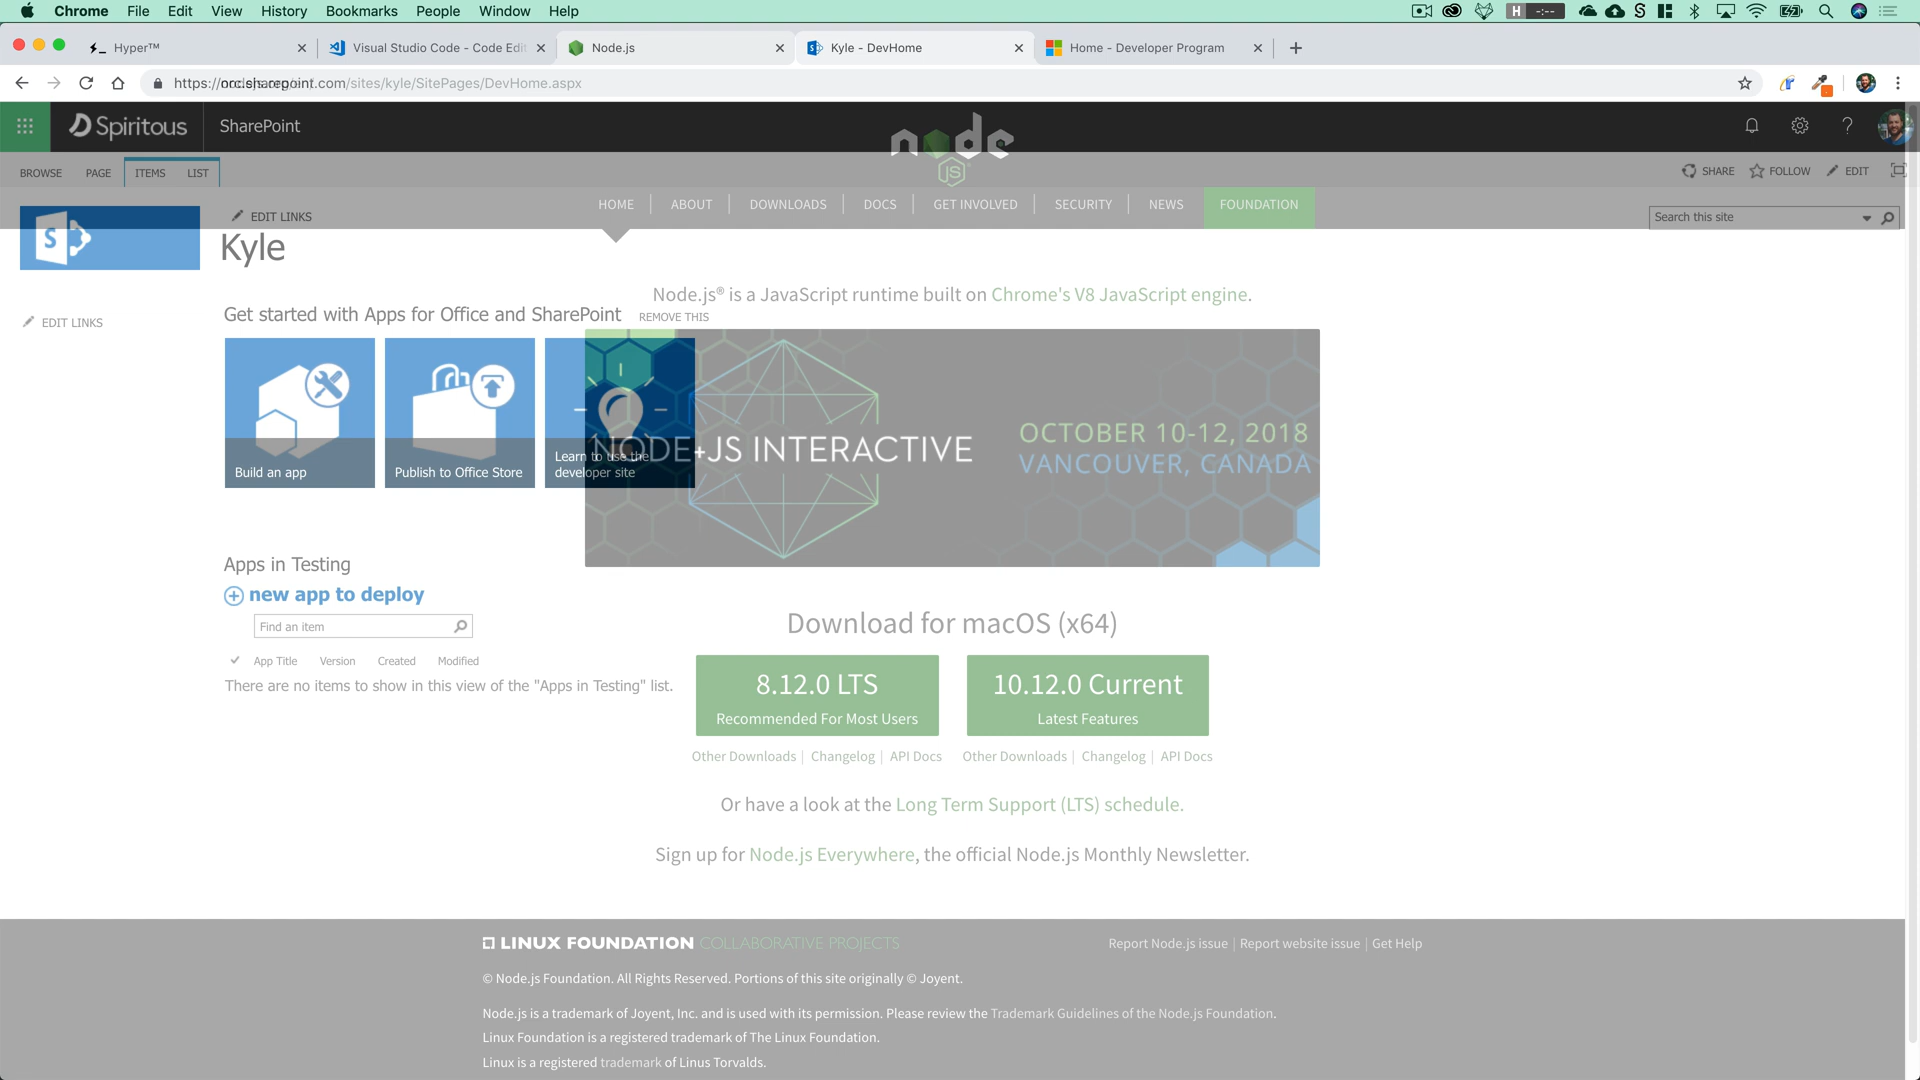 Chrome File Edit View History Bookmarks People Window Help
H -:--
Hyper™
Visual Studio Code - Code Edit
Node.js
Kyle - DevHome
Home - Developer Program
.com/sites/kyle/SitePages/DevHome.aspx
Spiritous
SharePoint
node
JS
BROWSE PAGE ITEMS LIST
SHARE FOLLOW EDIT
HOME ABOUT DOWNLOADS DOCS GET INVOLVED SECURITY NEWS FOUNDATION
EDIT LINKS
Search this site
S
Kyle
Node.js® is a JavaScript runtime built on Chrome's V8 JavaScript engine.
Get started with Apps for Office and SharePoint REMOVE THIS
EDIT LINKS
NODE+JS INTERACTIVE
OCTOBER 10-12, 2018
VANCOUVER, CANADA
Build an app
Publish to Office Store
Learn to use the
developer site
Apps in Testing
new app to deploy
Find an item
App Title Version Created Modified
There are no items to show in this view of the "Apps in Testing" list.
Download for macOS (x64)
8.12.0 LTS
Recommended For Most Users
10.12.0 Current
Latest Features
Other Downloads | Changelog | API Docs
Other Downloads | Changelog | API Docs
Or have a look at the Long Term Support (LTS) schedule.
Sign up for Node.js Everywhere, the official Node.js Monthly Newsletter.
LINUX FOUNDATION COLLABORATIVE PROJECTS
Report Node.js issue | Report website issue | Get Help
© Node.js Foundation. All Rights Reserved. Portions of this site originally © Joyent.
Node.js is a trademark of Joyent, Inc. and is used with its permission. Please review the Trademark Guidelines of the Node.js Foundation.
Linux Foundation is a registered trademark of The Linux Foundation.
Linux is a registered trademark of Linus Torvalds.